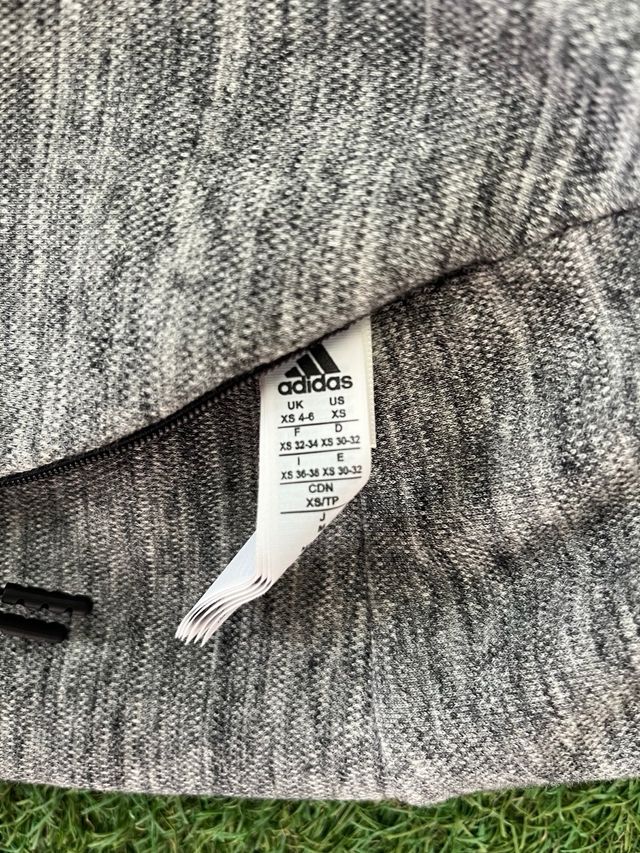 adidas
UK US
XS 4-6 XS
F D
XS 32-34 XS 30-32
I E
XS 36-38 XS 30-32
CDN
XS/TP
J